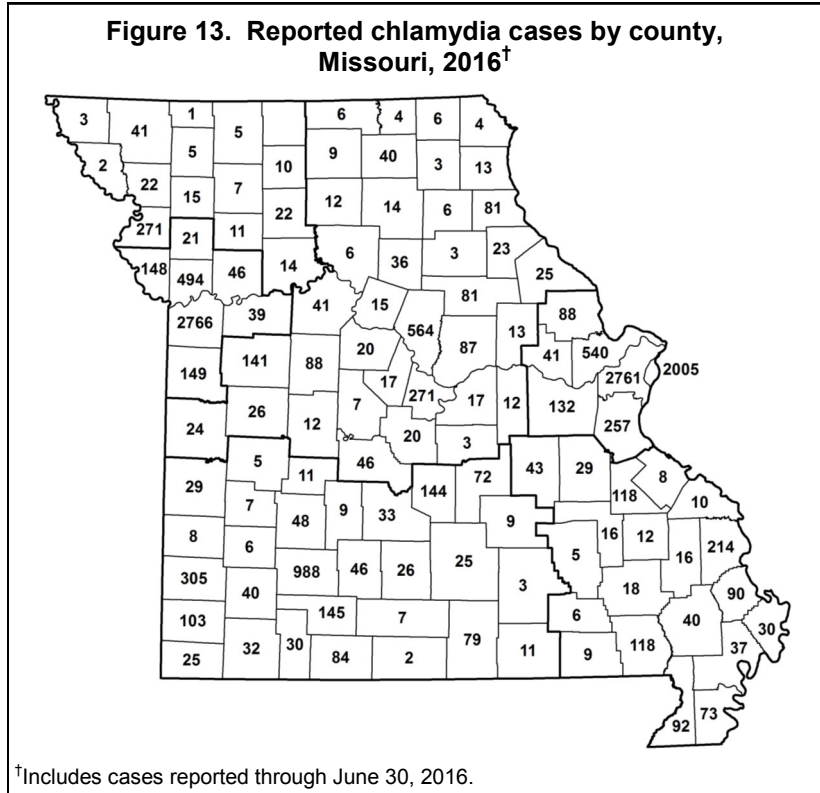 Figure 13. Reported chlamydia cases by county,
Missouri, 2016†
3 41 1 5 6 4 6 4
2 22 5 10 9 40 3 13
15 7 22 12 14 6 81
271 21 11 6 36 3 23
148 494 46 14 25
2766 39 41 15 564 81 13 88
149 141 88 20 87 41 540 2761 2005
24 26 12 7 17 271 17 12 132 257
20 3
5 11 46 72 43 29 8
29 7 48 9 33 144 9 118 10
8 6 5 16 12 16 214
305 40 988 46 26 25 3 18 90
103 145 7 6 40 30
25 32 30 84 2 79 11 9 118 37
92 73
†Includes cases reported through June 30, 2016.